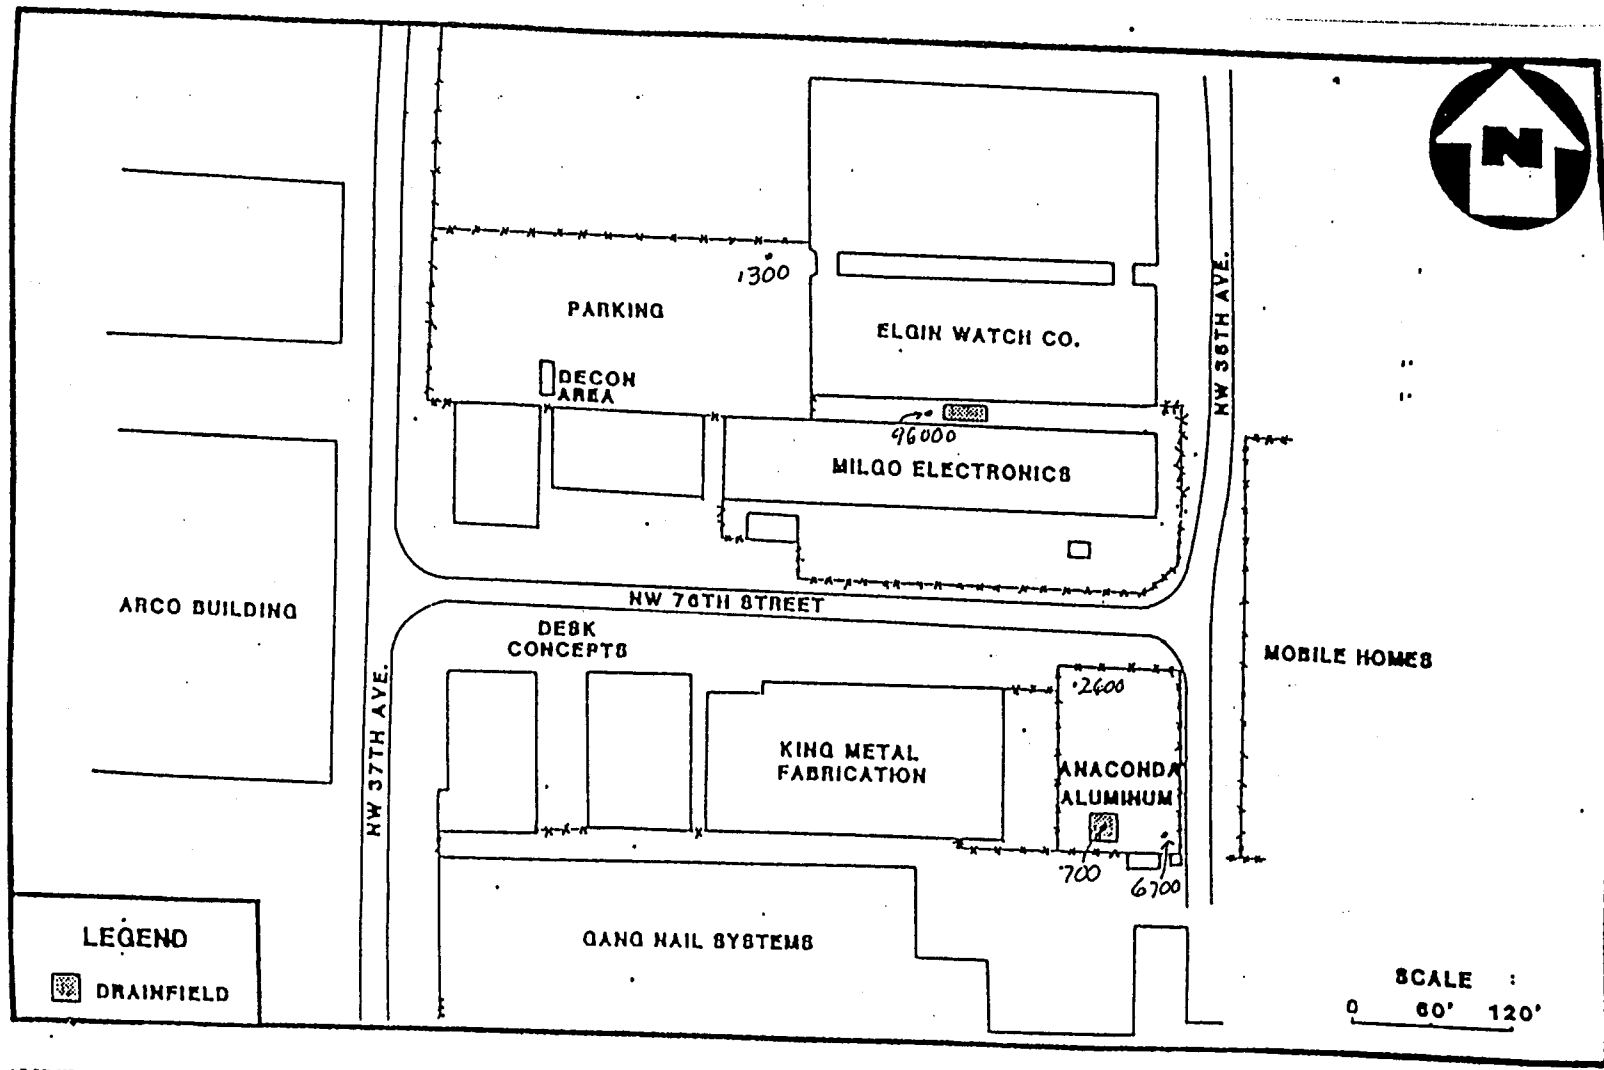 N
1300
PARKING
ELGIN WATCH CO.
NW 36TH AVE.
DECON
AREA
96000
MILGO ELECTRONICS
ARCO BUILDING
NW 76TH STREET
DESK
CONCEPTS
MOBILE HOMES
2600
NW 37TH AVE.
KING METAL
FABRICATION
ANACONDA
ALUMINUM
700
6700
GANG NAIL SYSTEMS
LEGEND
DRAINFIELD
SCALE :
0 60' 120'